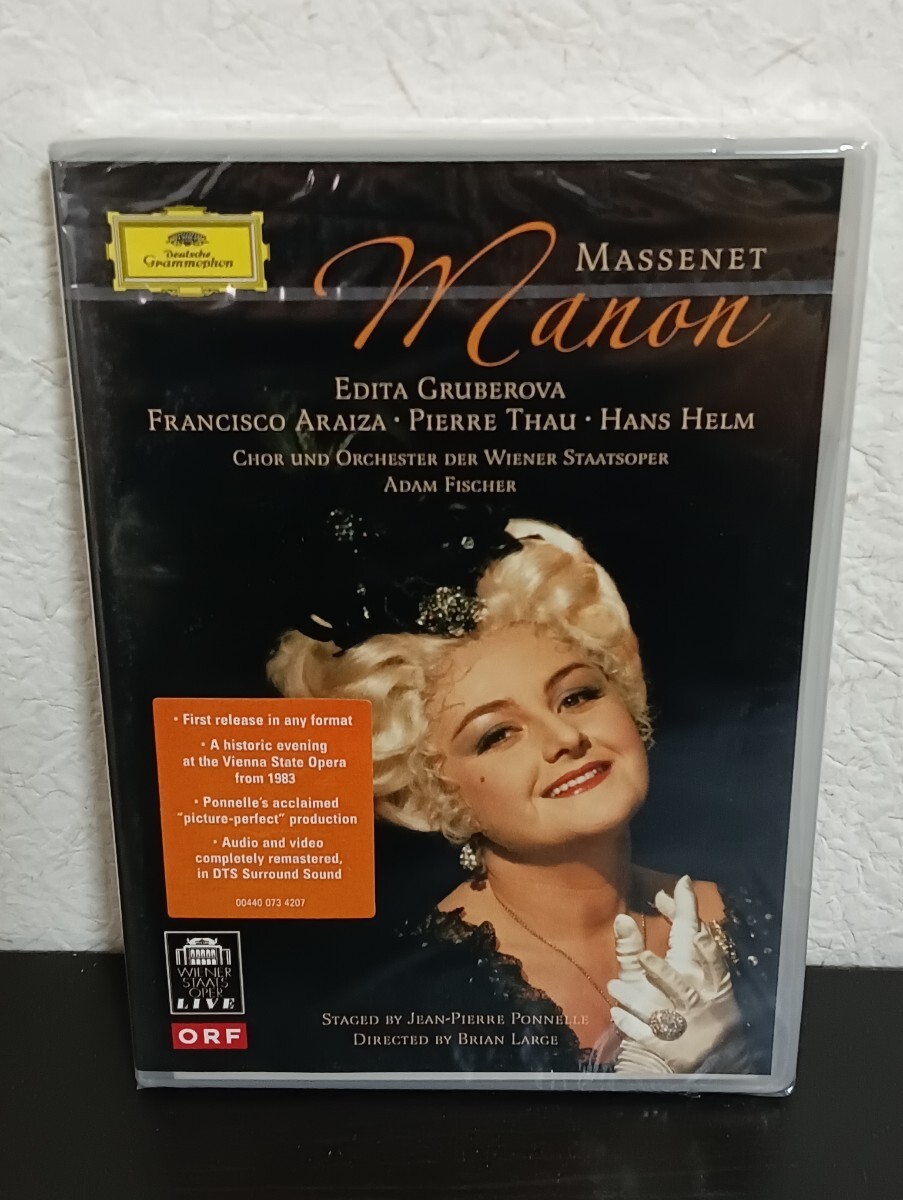 Deutsche
Grammophon
MASSENET
Manon
EDITA GRUBEROVA
FRANCISCO ARAIZA · PIERRE THAU · HANS HELM
CHOR UND ORCHESTER DER WIENER STAATSOPER
ADAM FISCHER
· First release in any format
· A historic evening
at the Vienna State Opera
from 1983
· Ponnelle's acclaimed
"picture-perfect" production
· Audio and video
completely remastered,
in DTS Surround Sound
00440 073 4207
WIENER
STAATS
OPER
LIVE
ORF
STAGED BY JEAN-PIERRE PONNELLE
DIRECTED BY BRIAN LARGE